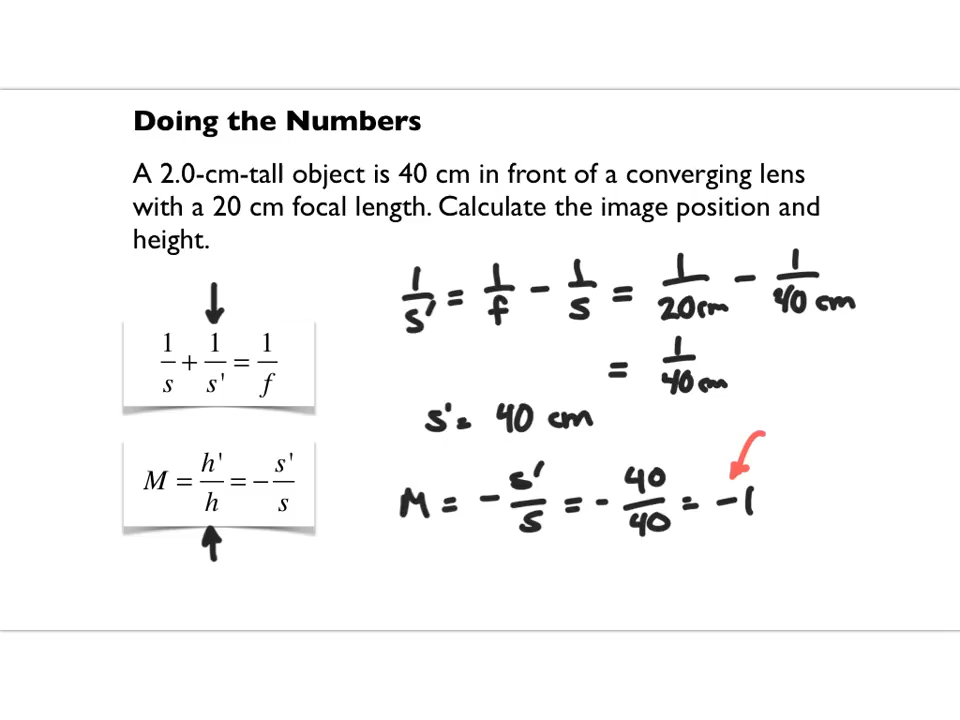 Doing the Numbers
A 2.0-cm-tall object is 40 cm in front of a converging lens
with a 20 cm focal length. Calculate the image position and
height.
1/s' = 1/f - 1/s = 1/20cm - 1/40 cm
1/s + 1/s' = 1/f
= 1/40 cm
s' = 40 cm
M = h'/h = - s'/s
M = - s'/s = - 40/40 = -1